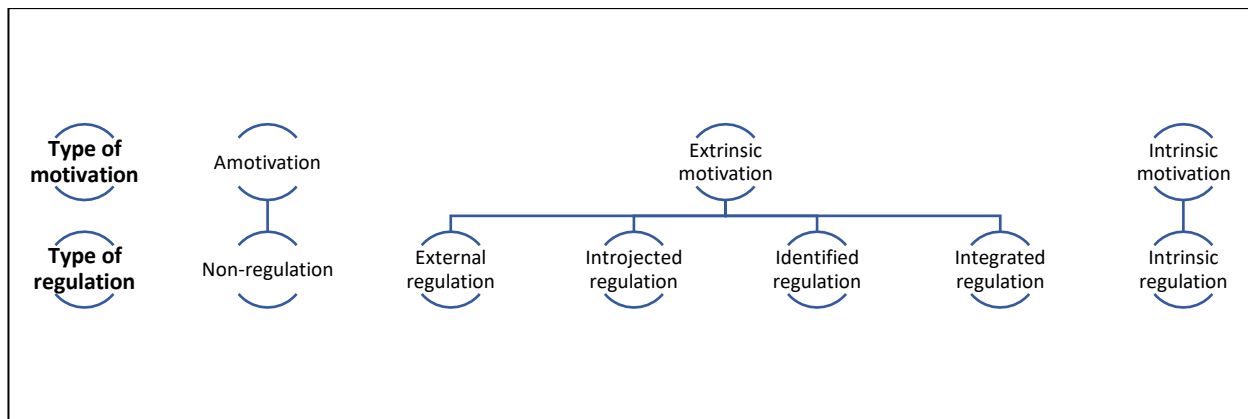 Type of
motivation
Amotivation
Extrinsic
motivation
Intrinsic
motivation
Type of
regulation
Non-regulation
External
regulation
Introjected
regulation
Identified
regulation
Integrated
regulation
Intrinsic
regulation